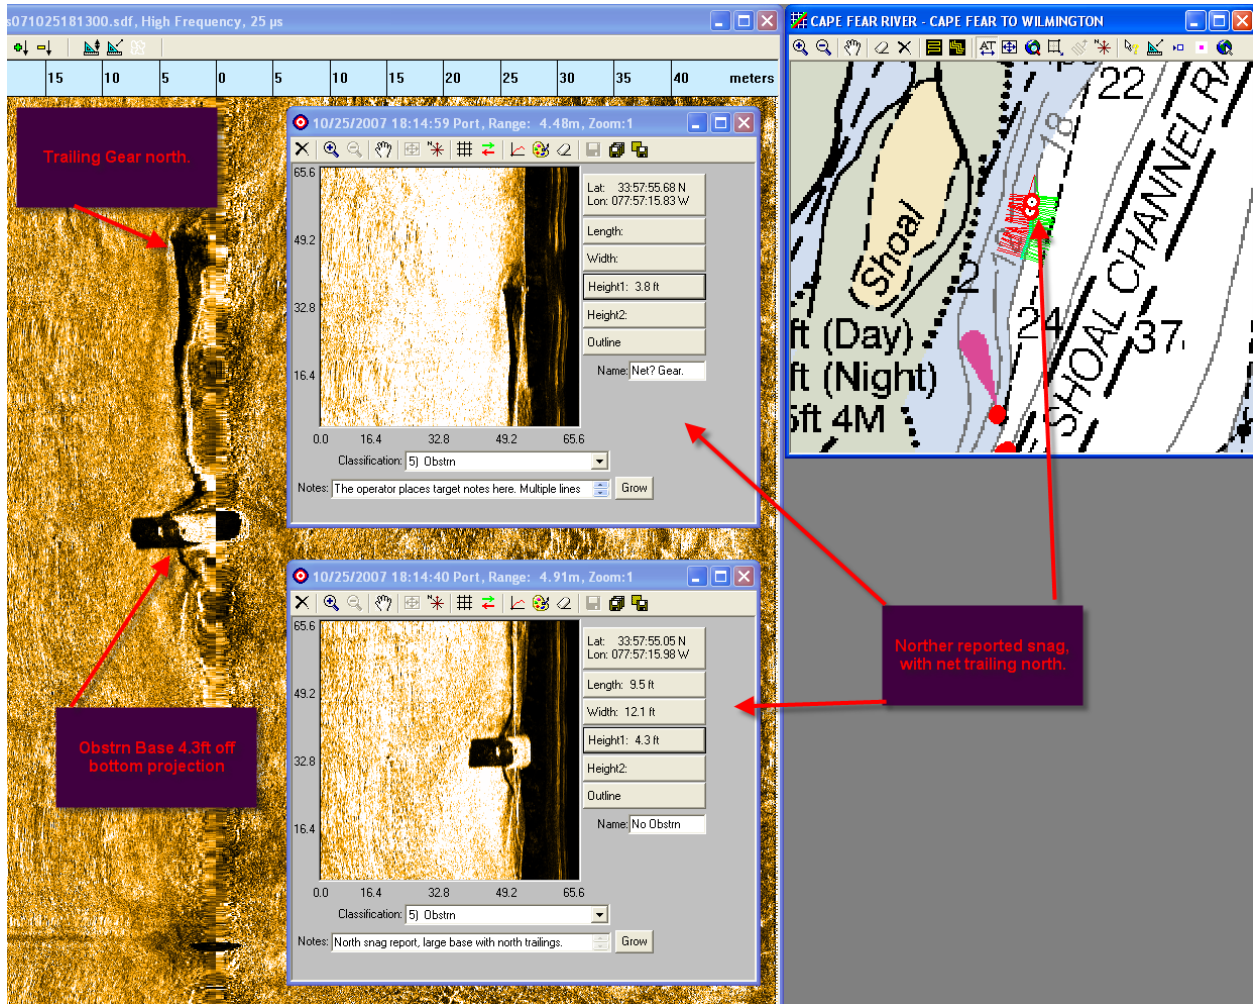 s071025181300.sdf, High Frequency, 25 µs
15 10 5 0 5 10 15 20 25 30 35 40 meters
Trailing Gear north.
Obstrn Base 4.3ft off
bottom projection
10/25/2007 18:14:59 Port, Range: 4.48m, Zoom:1
65.6
49.2
32.8
16.4
0.0 16.4 32.8 49.2 65.6
Lat: 33:57:55.68 N
Lon: 077:57:15.83 W
Length:
Width:
Height1: 3.8 ft
Height2:
Outline
Name: Net? Gear.
Classification: 5) Obstrn
Notes: The operator places target notes here. Multiple lines
Grow
10/25/2007 18:14:40 Port, Range: 4.91m, Zoom:1
65.6
49.2
32.8
16.4
0.0 16.4 32.8 49.2 65.6
Lat: 33:57:55.05 N
Lon: 077:57:15.98 W
Length: 9.5 ft
Width: 12.1 ft
Height1: 4.3 ft
Height2:
Outline
Name: No Obstrn
Classification: 5) Obstrn
Notes: North snag report, large base with north trailings.
Grow
CAPE FEAR RIVER - CAPE FEAR TO WILMINGTON
AT
22
18
Shoal
2
24
37
SHOAL CHANNEL RA
ft (Day)
ft (Night)
5ft 4M
Norther reported snag,
with net trailing north.